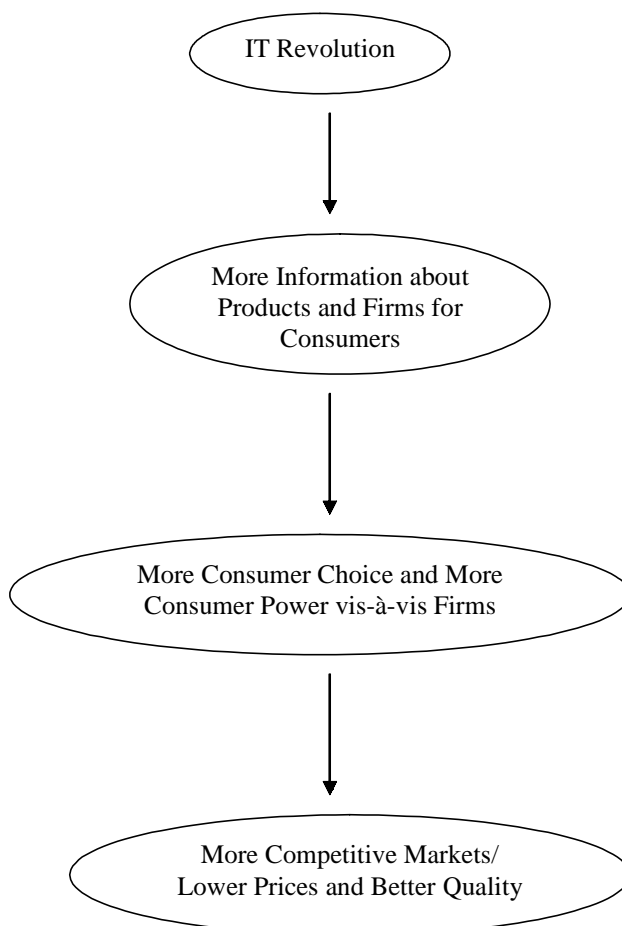 IT Revolution
More Information about
Products and Firms for
Consumers
More Consumer Choice and More
Consumer Power vis-à-vis Firms
More Competitive Markets/
Lower Prices and Better Quality